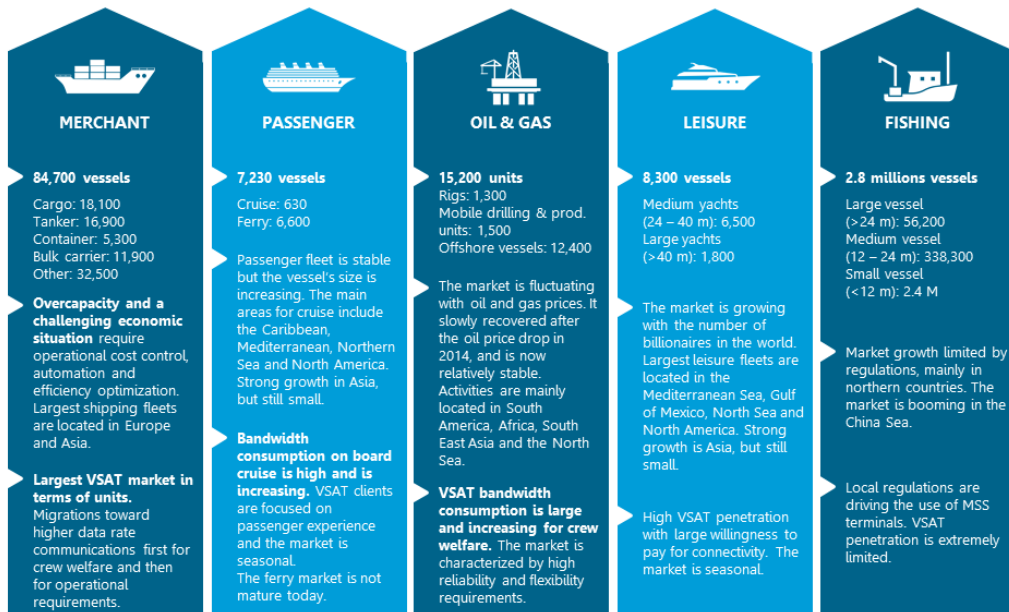 MERCHANT
84,700 vessels
Cargo: 18,100
Tanker: 16,900
Container: 5,300
Bulk carrier: 11,900
Other: 32,500
Overcapacity and a
challenging economic
situation require
operational cost control,
automation and
efficiency optimization.
Largest shipping fleets
are located in Europe
and Asia.
Largest VSAT market in
terms of units.
Migrations toward
higher data rate
communications first for
crew welfare and then
for operational
requirements.
PASSENGER
7,230 vessels
Cruise: 630
Ferry: 6,600
Passenger fleet is stable
but the vessel's size is
increasing. The main
areas for cruise include
the Caribbean,
Mediterranean, Northern
Sea and North America.
Strong growth in Asia,
but still small.
Bandwidth
consumption on board
cruise is high and is
increasing. VSAT clients
are focused on
passenger experience
and the market is
seasonal.
The ferry market is not
mature today.
OIL & GAS
15,200 units
Rigs: 1,300
Mobile drilling & prod.
units: 1,500
Offshore vessels: 12,400
The market is fluctuating
with oil and gas prices. It
slowly recovered after
the oil price drop in
2014, and is now
relatively stable.
Activities are mainly
located in South
America, Africa, South
East Asia and the North
Sea.
VSAT bandwidth
consumption is large
and increasing for crew
welfare. The market is
characterized by high
reliability and flexibility
requirements.
LEISURE
8,300 vessels
Medium yachts
(24 – 40 m): 6,500
Large yachts
(>40 m): 1,800
The market is growing
with the number of
billionaires in the world.
Largest leisure fleets are
located in the
Mediterranean Sea, Gulf
of Mexico, North Sea and
North America. Strong
growth is Asia, but still
small.
High VSAT penetration
with large willingness to
pay for connectivity. The
market is seasonal.
FISHING
2.8 millions vessels
Large vessel
(>24 m): 56,200
Medium vessel
(12 – 24 m): 338,300
Small vessel
(<12 m): 2.4 M
Market growth limited by
regulations, mainly in
northern countries. The
market is booming in the
China Sea.
Local regulations are
driving the use of MSS
terminals. VSAT
penetration is extremely
limited.